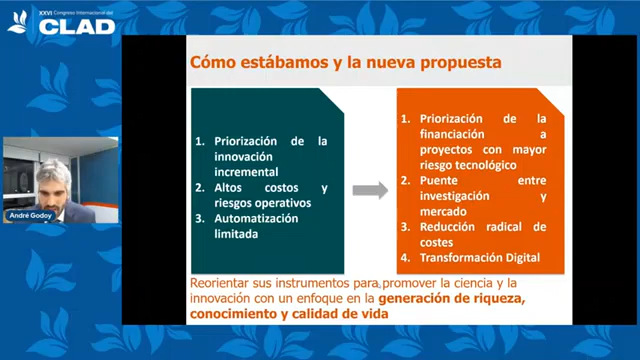 XXVI Congreso Internacional del
CLAD
Cómo estábamos y la nueva propuesta
1. Priorización de la
innovación
incremental
2. Altos costos y
riesgos operativos
3. Automatización
limitada
1. Priorización de la
financiación a
proyectos con mayor
riesgo tecnológico
2. Puente entre
investigación y
mercado
3. Reducción radical de
costes
4. Transformación Digital
Reorientar sus instrumentos para promover la ciencia y la
innovación con un enfoque en la generación de riqueza,
conocimiento y calidad de vida
André Godoy